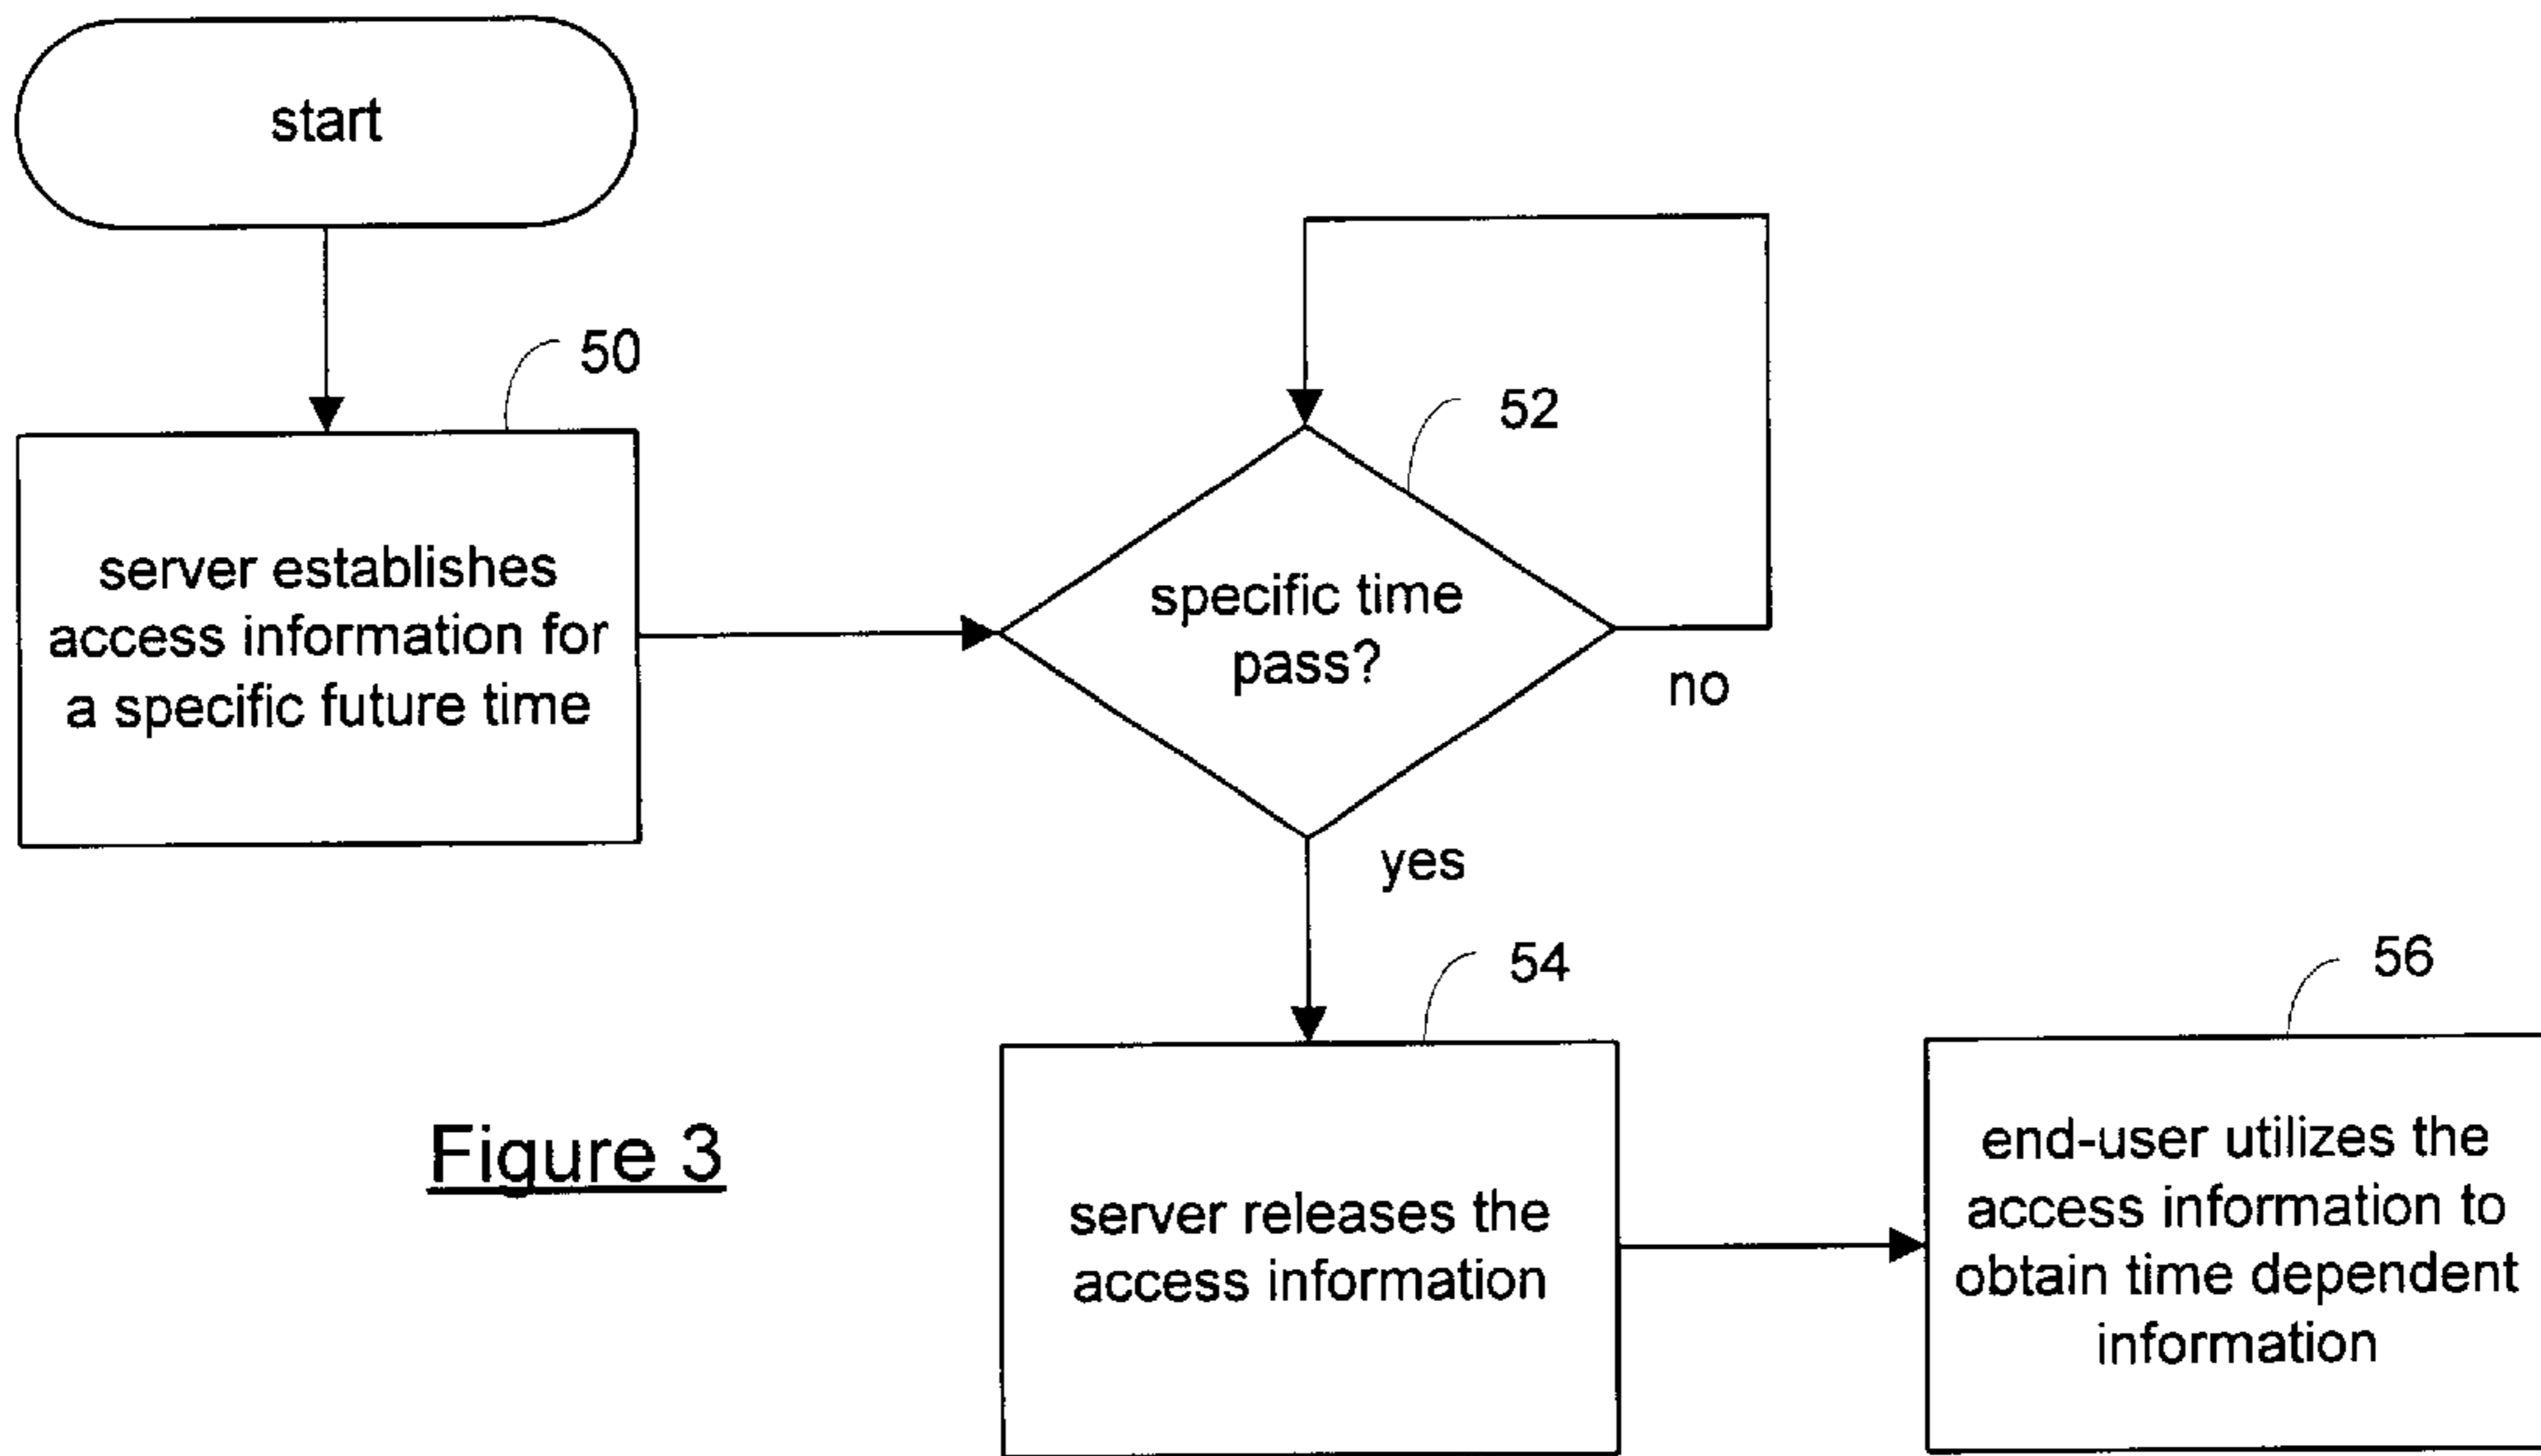 start
50
server establishes
access information for
a specific future time
52
specific time
pass?
no
yes
54
server releases the
access information
56
end-user utilizes the
access information to
obtain time dependent
information
Figure 3